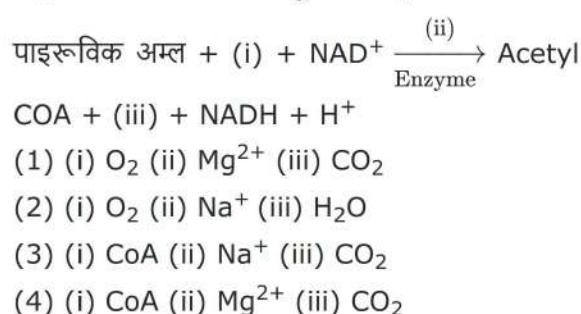 पाइरूविक अम्ल + (i) + NAD⁺ (ii) → Enzyme Acetyl
COA + (iii) + NADH + H⁺
(1) (i) O₂ (ii) Mg²⁺ (iii) CO₂
(2) (i) O₂ (ii) Na⁺ (iii) H₂O
(3) (i) CoA (ii) Na⁺ (iii) CO₂
(4) (i) CoA (ii) Mg²⁺ (iii) CO₂